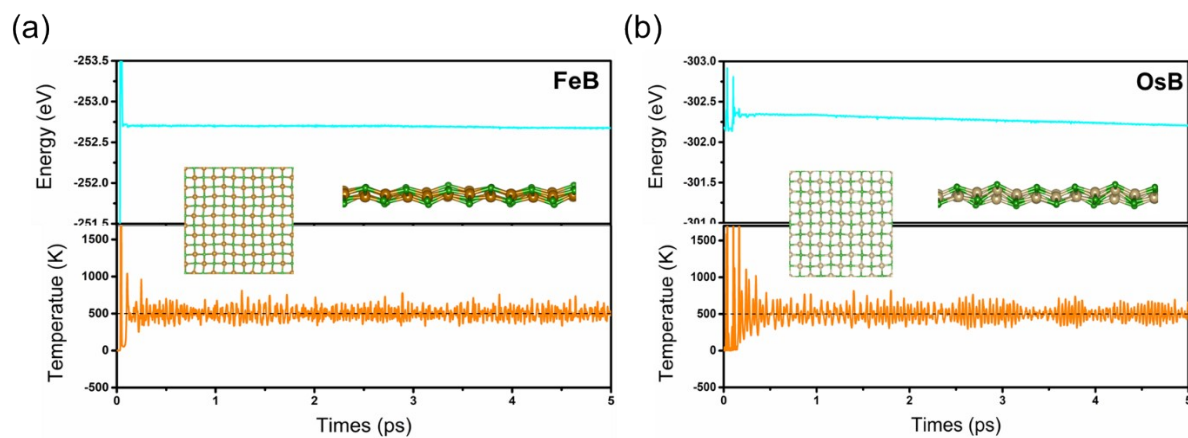 (a)
FeB
Energy (eV)
-253.5
-253.0
-252.5
-252.0
-251.5
Temperatue (K)
1500
1000
500
0
-500
0 1 2 3 4 5
Times (ps)
(b)
OsB
Energy (eV)
-303.0
-302.5
-302.0
-301.5
-301.0
Temperatue (K)
1500
1000
500
0
-500
0 1 2 3 4 5
Times (ps)